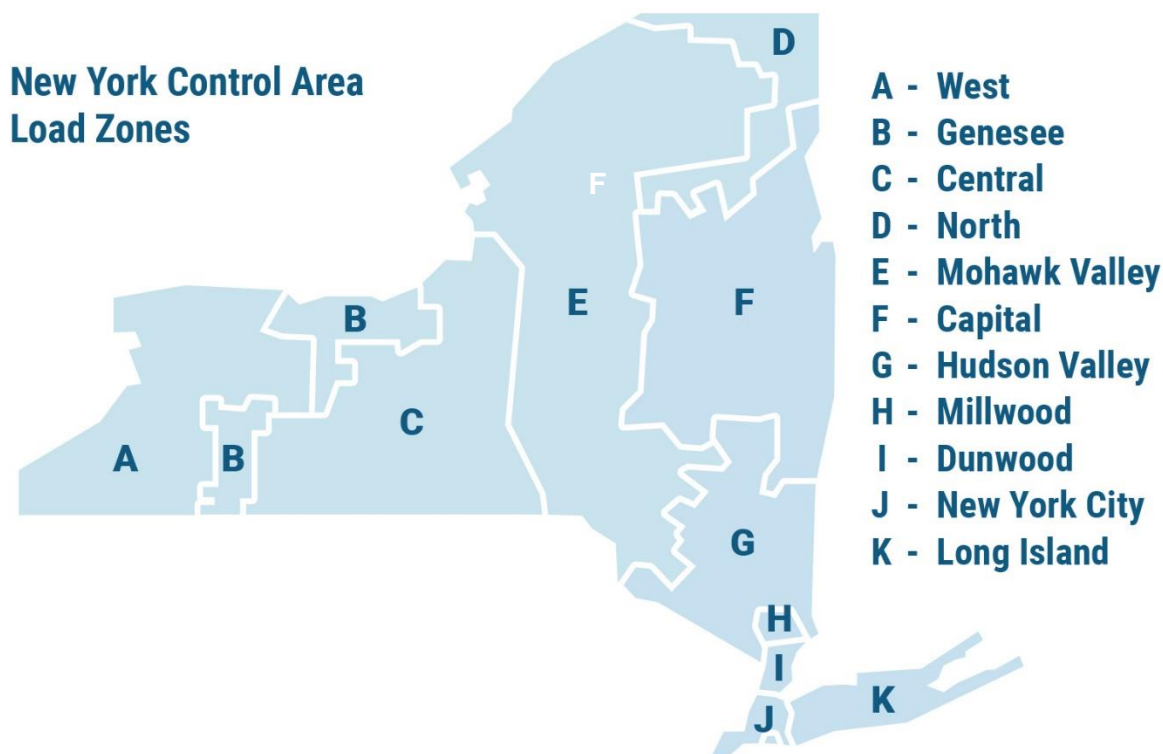 New York Control Area
Load Zones
A - West
B - Genesee
C - Central
D - North
E - Mohawk Valley
F - Capital
G - Hudson Valley
H - Millwood
I - Dunwood
J - New York City
K - Long Island
D
F
B
E
F
A
B
C
G
H
I
J
K